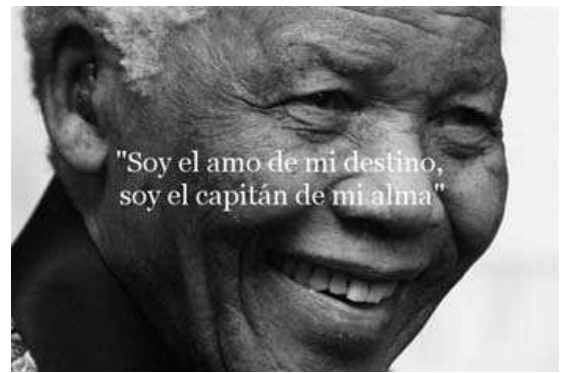 "Soy el amo de mi destino,
soy el capitán de mi alma"